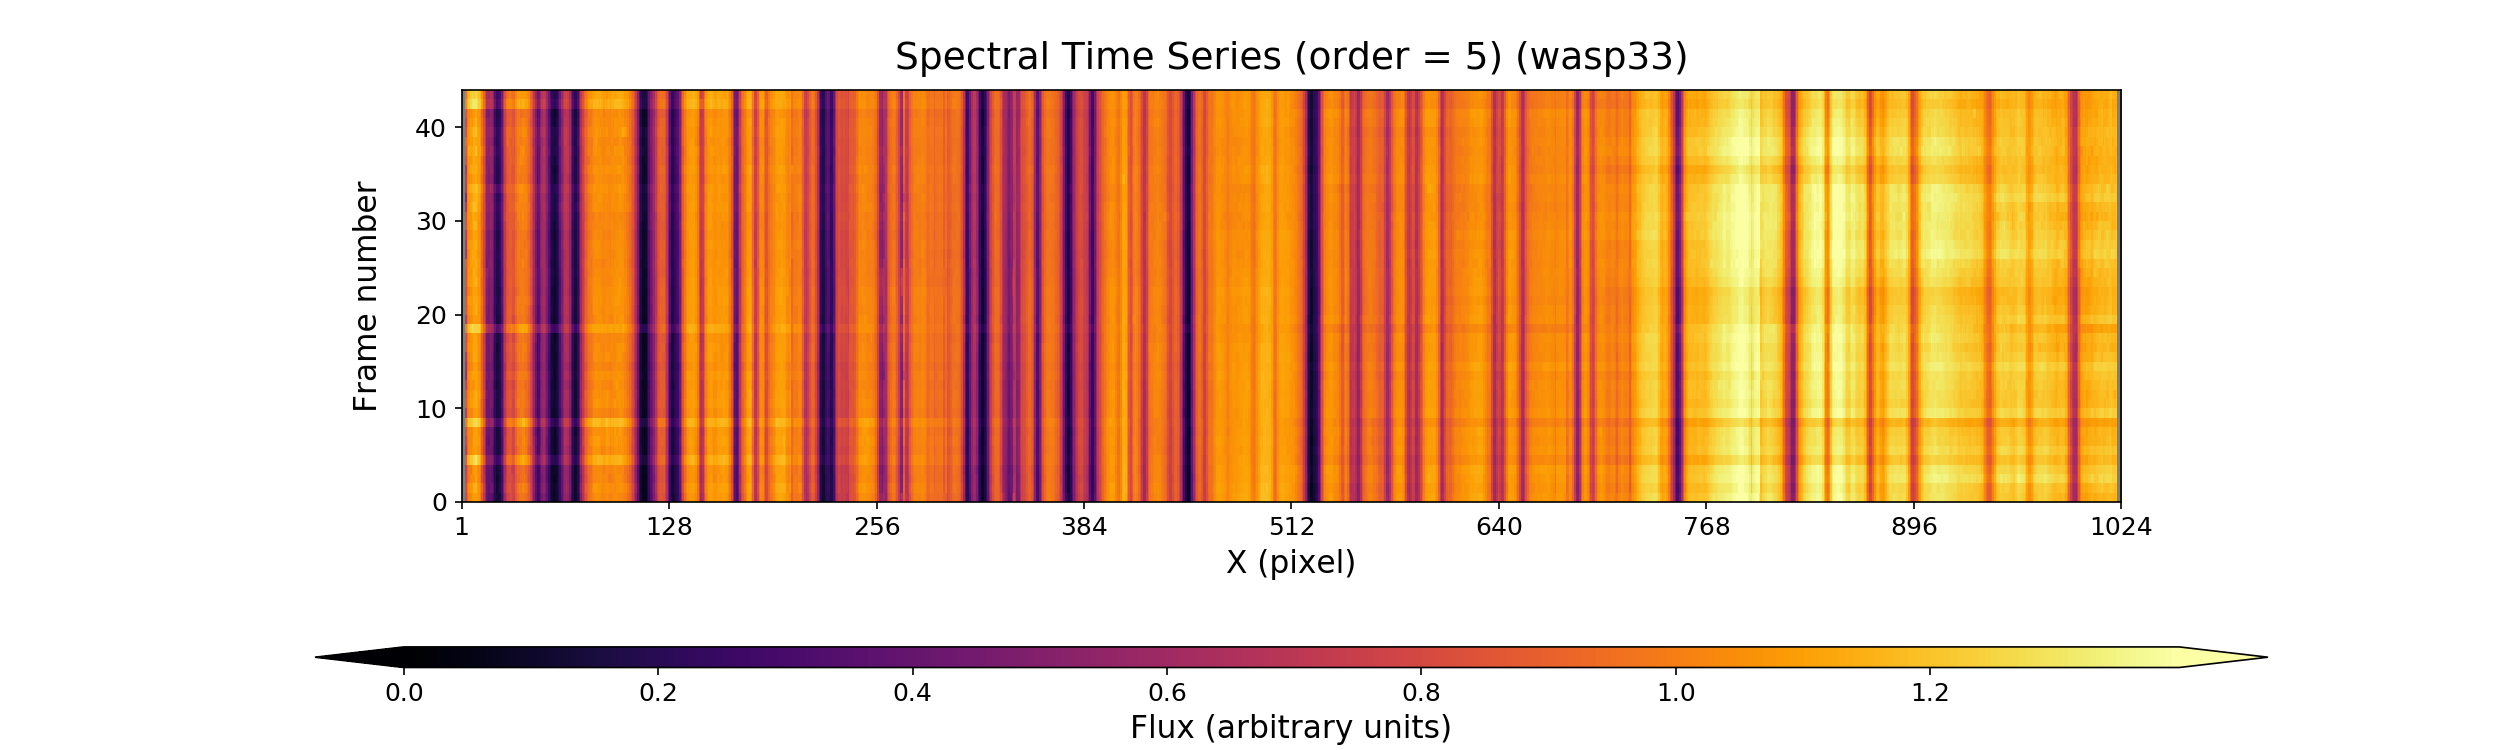 Spectral Time Series (order = 5) (wasp33)
Frame number
40
30
20
10
0
1 128 256 384 512 640 768 896 1024
X (pixel)
0.0 0.2 0.4 0.6 0.8 1.0 1.2
Flux (arbitrary units)